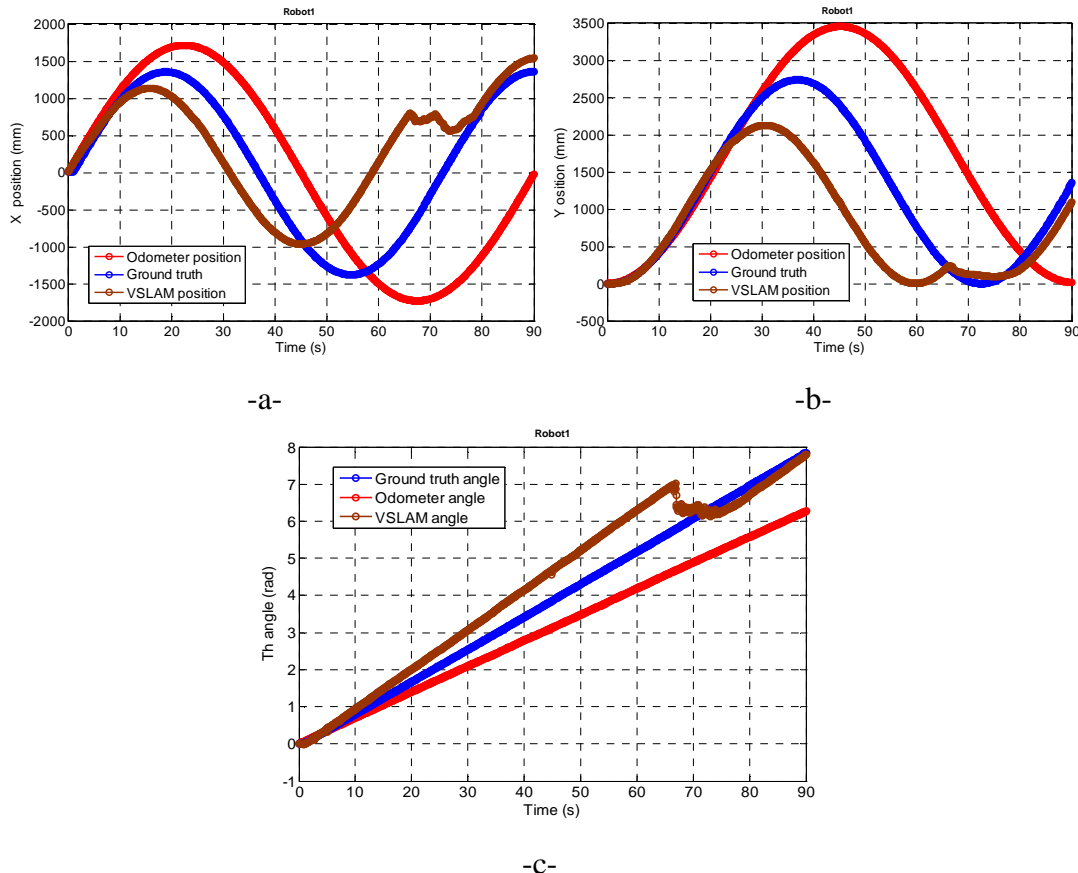 Robot1
2000
1500
1000
500
0
-500
-1000
-1500
-2000
X position (mm)
Odometer position
Ground truth
VSLAM position
0 10 20 30 40 50 60 70 80 90
Time (s)
-a-
Robot1
3500
3000
2500
2000
1500
1000
500
0
-500
Y osition (mm)
Odometer position
Ground truth
VSLAM position
0 10 20 30 40 50 60 70 80 90
Time (s)
-b-
Robot1
8
7
6
5
4
3
2
1
0
-1
Th angle (rad)
Ground truth angle
Odometer angle
VSLAM angle
0 10 20 30 40 50 60 70 80 90
Time (s)
-c-